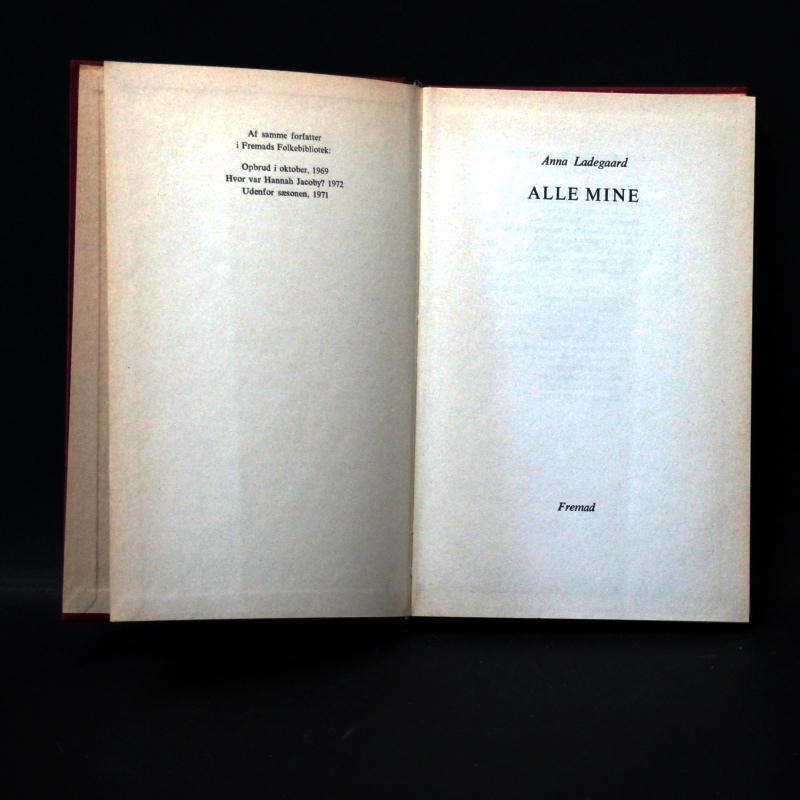 Af samme forfatter
i Fremads Folkebibliotek:
Opbrud i oktober, 1969
Hvor var Hannah Jacoby? 1972
Udenfor sæsonen, 1971
Anna Ladegaard
ALLE MINE
Fremad